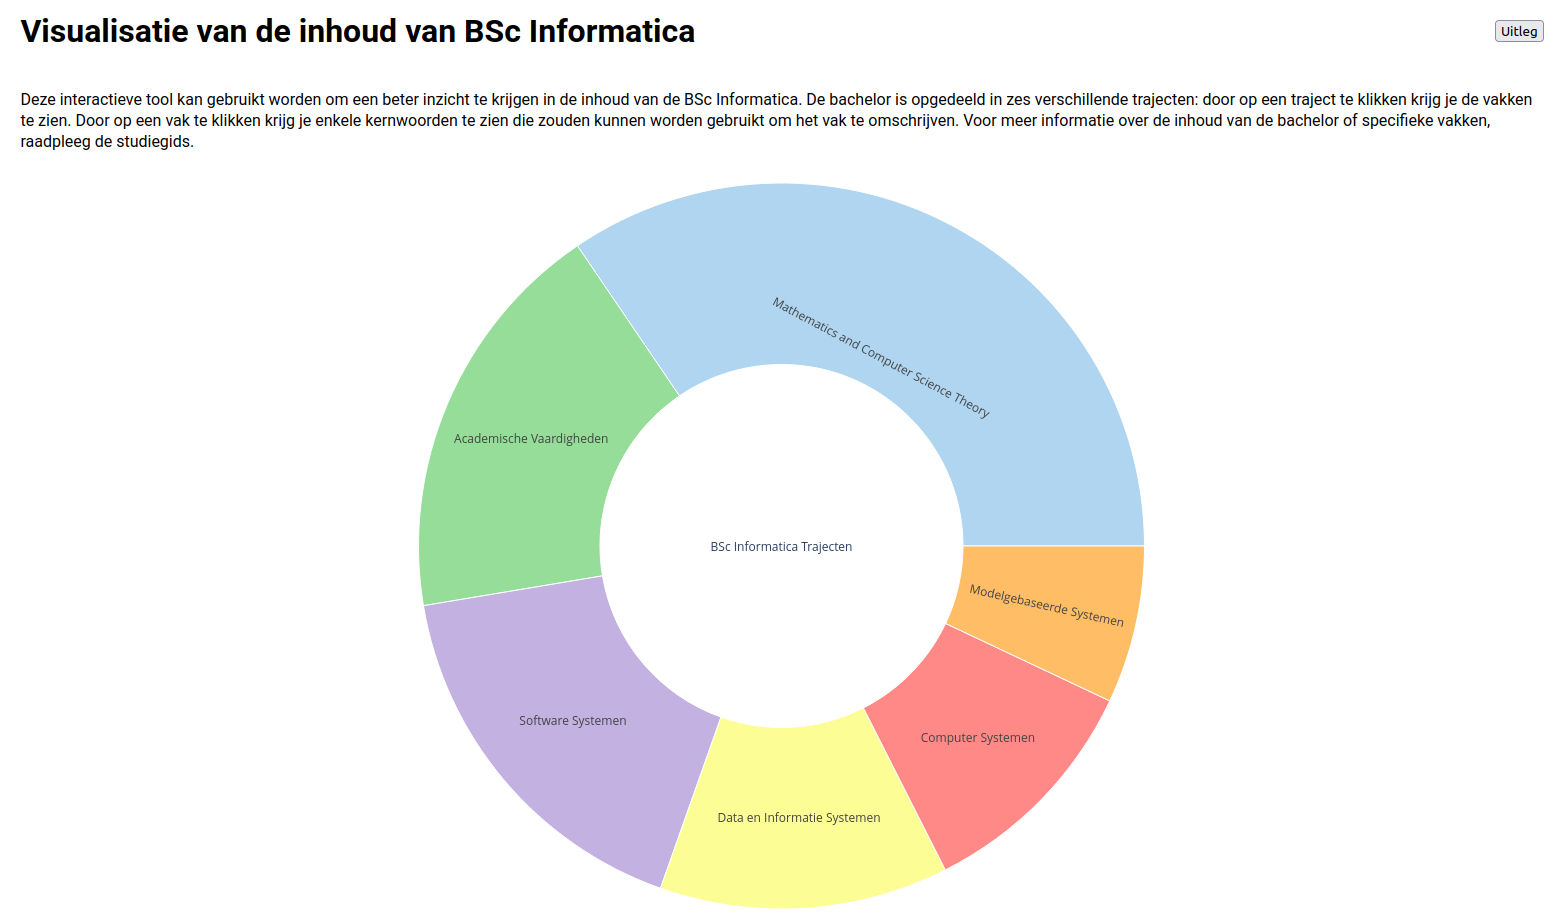 Visualisatie van de inhoud van BSc Informatica
Uitleg
Deze interactieve tool kan gebruikt worden om een beter inzicht te krijgen in de inhoud van de BSc Informatica. De bachelor is opgedeeld in zes verschillende trajecten: door op een traject te klikken krijg je de vakken
te zien. Door op een vak te klikken krijg je enkele kernwoorden te zien die zouden kunnen worden gebruikt om het vak te omschrijven. Voor meer informatie over de inhoud van de bachelor of specifieke vakken,
raadpleeg de studiegids.
Mathematics and Computer Science Theory
Academische Vaardigheden
BSc Informatica Trajecten
Modelgebaseerde Systemen
Software Systemen
Computer Systemen
Data en Informatie Systemen